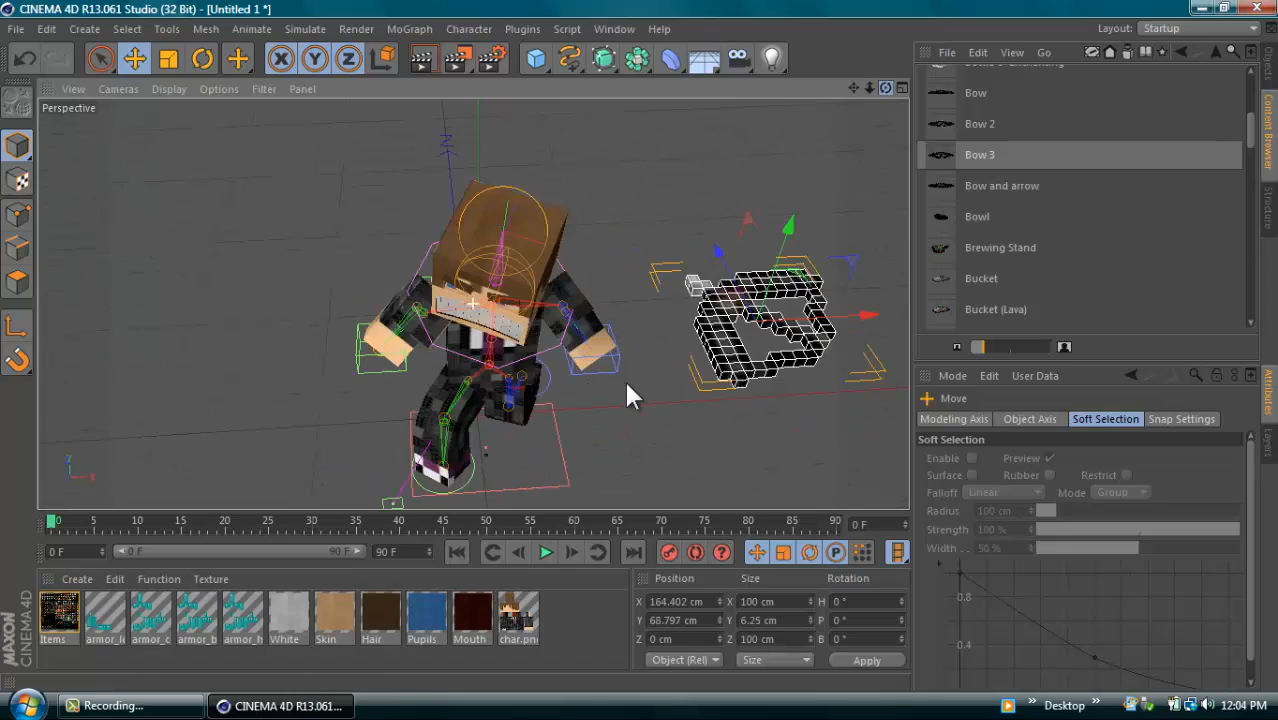 CINEMA 4D R13.061 Studio (32 Bit) - [Untitled 1 *]
File Edit Create Select Tools Mesh Snapping Animate Simulate Render MoGraph Character Plugins Script Window Help
Layout: Startup
View Cameras Display Options Filter Panel
Perspective
File Edit View Go
Bow
Bow 2
Bow 3
Bow and arrow
Bowl
Brewing Stand
Bucket
Bucket (Lava)
Objects
Content Browser
Structure
Mode Edit User Data
Move
Modeling Axis Object Axis Soft Selection Snap Settings
Soft Selection
Enable Preview
Surface Rubber Restrict
Falloff Linear Mode Group
Radius 100 cm
Strength 100 %
Width . . 50 %
0.8
0.4
Attributes
Layers
0 5 10 15 20 25 30 35 40 45 50 55 60 65 70 75 80 85 90 0 F
0 F 0 F 90 F 90 F
Create Edit Function Texture
Items armor_l armor_c armor_b armor_h White Skin Hair Pupils Mouth char.pn
Position Size Rotation
X 164.402 cm X 100 cm H 0 °
Y 68.797 cm Y 6.25 cm P 0 °
Z 0 cm Z 100 cm B 0 °
Object (Rel) Size Apply
MAXON
CINEMA 4D
Recording... CINEMA 4D R13.061... Desktop 12:04 PM